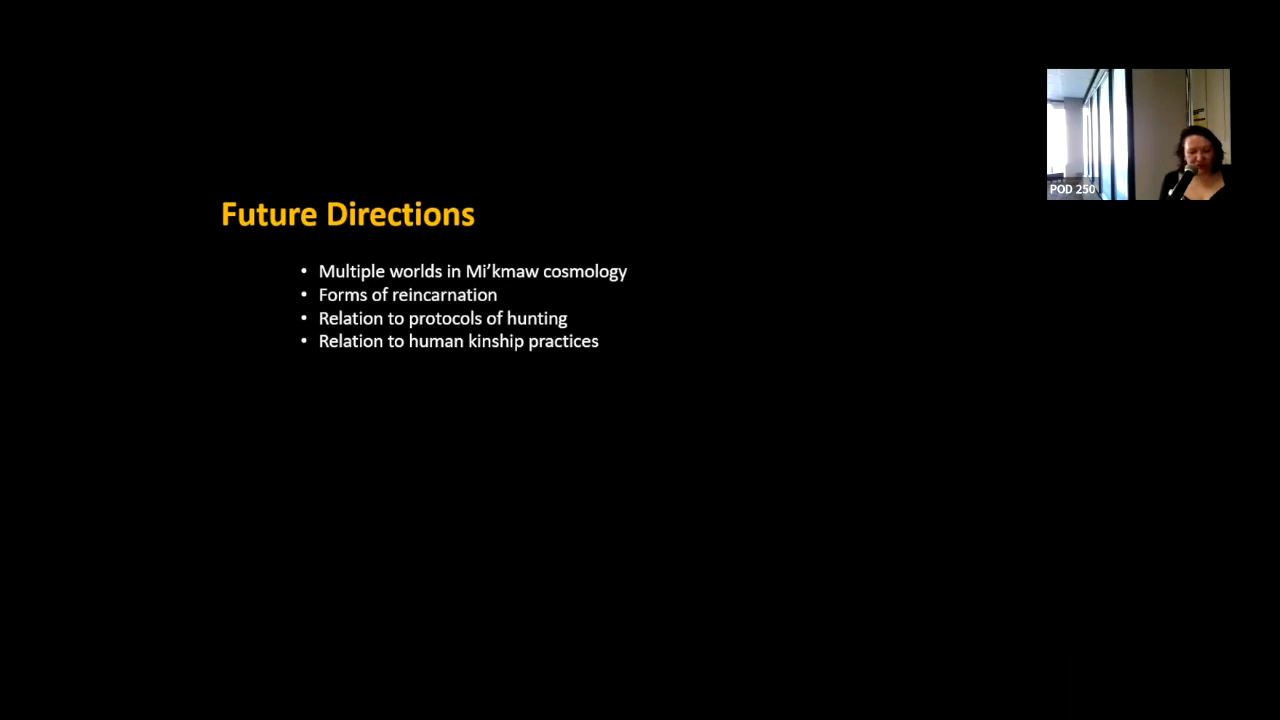 Future Directions
• Multiple worlds in Mi’kmaw cosmology
• Forms of reincarnation
• Relation to protocols of hunting
• Relation to human kinship practices
POD 250